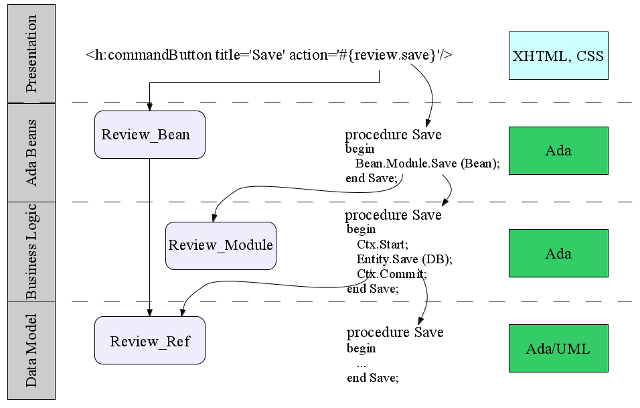 Presentation
<h:commandButton title='Save' action='#{review.save}'/>
XHTML, CSS
Ada Beans
Review_Bean
procedure Save
begin
Bean.Module.Save (Bean);
end Save;
Ada
Business Logic
Review_Module
procedure Save
begin
Ctx.Start;
Entity.Save (DB);
Ctx.Commit;
end Save;
Ada
Data Model
Review_Ref
procedure Save
begin
...
end Save;
Ada/UML